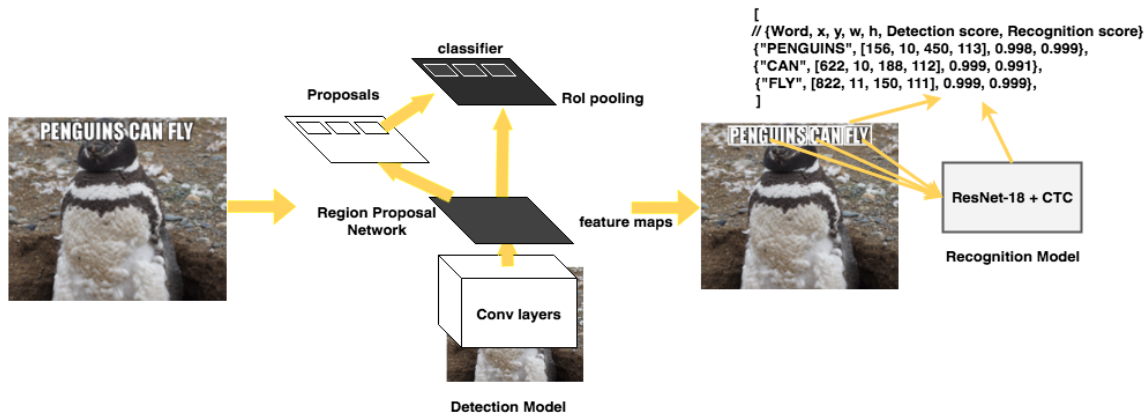 PENGUINS CAN FLY
classifier
Proposals
RoI pooling
Region Proposal
Network
feature maps
Conv layers
Detection Model
[
// {Word, x, y, w, h, Detection score, Recognition score}
{"PENGUINS", [156, 10, 450, 113], 0.998, 0.999},
{"CAN", [622, 10, 188, 112], 0.999, 0.991},
{"FLY", [822, 11, 150, 111], 0.999, 0.999},
]
PENGUINS CAN FLY
ResNet-18 + CTC
Recognition Model